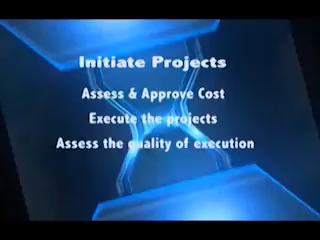 Initiate Projects
Assess & Approve Cost
Execute the projects
Assess the quality of execution